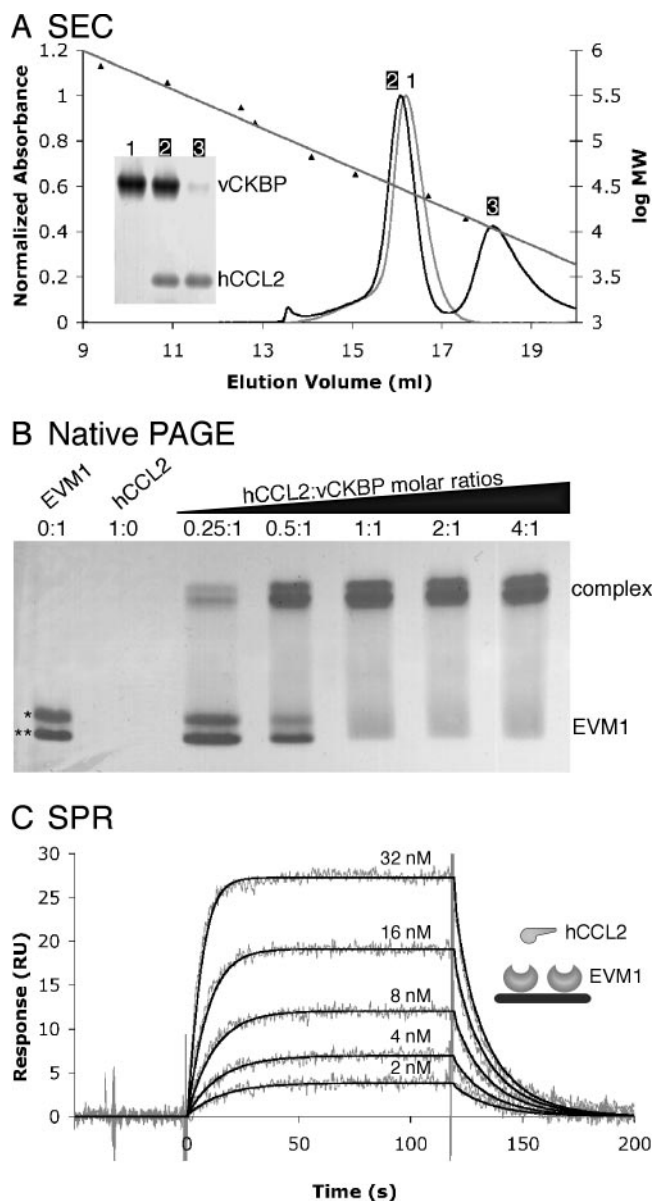 A SEC
Normalized Absorbance
1.2
1
0.8
0.6
0.4
0.2
0
6
5.5
5
4.5
4
3.5
3
log MW
2 1
3
1 2 3
vCKBP
hCCL2
9 11 13 15 17 19
Elution Volume (ml)
B Native PAGE
EVM1
hCCL2
hCCL2:vCKBP molar ratios
0:1 1:0 0.25:1 0.5:1 1:1 2:1 4:1
complex
*
**
EVM1
C SPR
Response (RU)
30
25
20
15
10
5
0
32 nM
16 nM
8 nM
4 nM
2 nM
hCCL2
EVM1
0 50 100 150 200
Time (s)